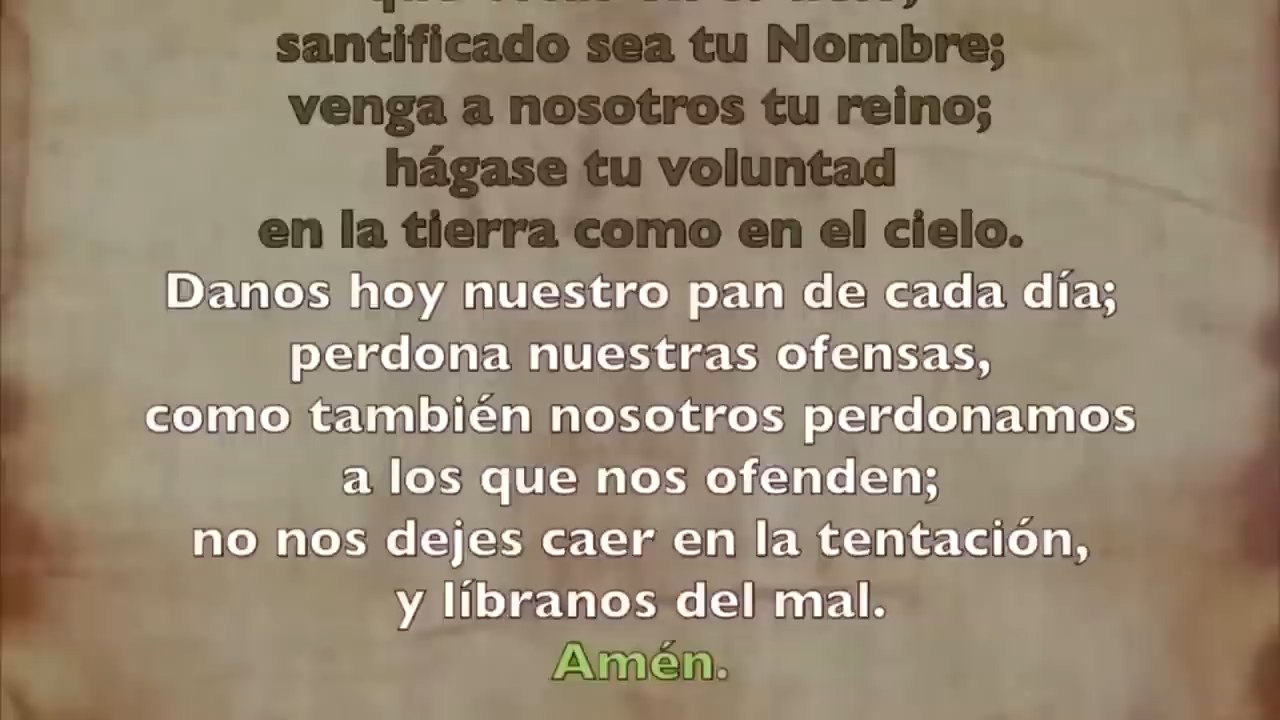 santificado sea tu Nombre;
venga a nosotros tu reino;
hágase tu voluntad
en la tierra como en el cielo.
Danos hoy nuestro pan de cada día;
perdona nuestras ofensas,
como también nosotros perdonamos
a los que nos ofenden;
no nos dejes caer en la tentación,
y líbranos del mal.
Amén.